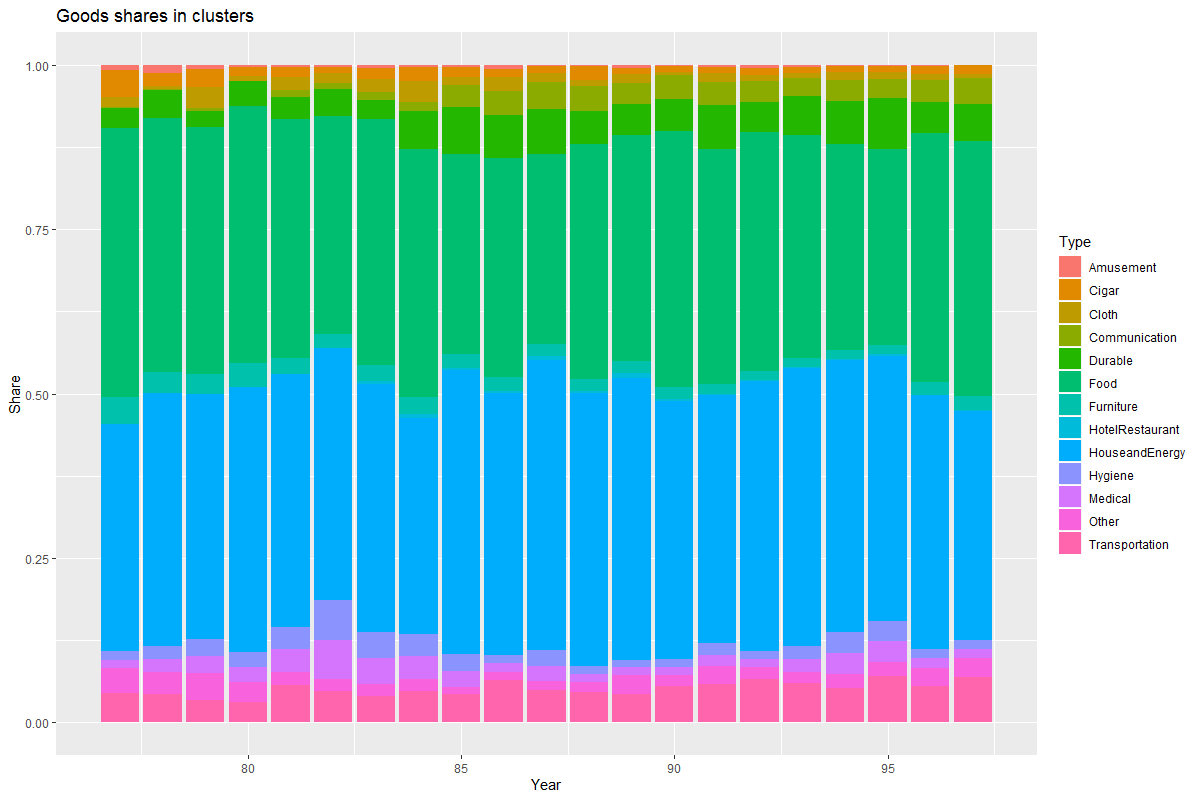 Goods shares in clusters
1.00
0.75
0.50
0.25
0.00
Share
80
85
90
95
Year
Type
Amusement
Cigar
Cloth
Communication
Durable
Food
Furniture
HotelRestaurant
HouseandEnergy
Hygiene
Medical
Other
Transportation